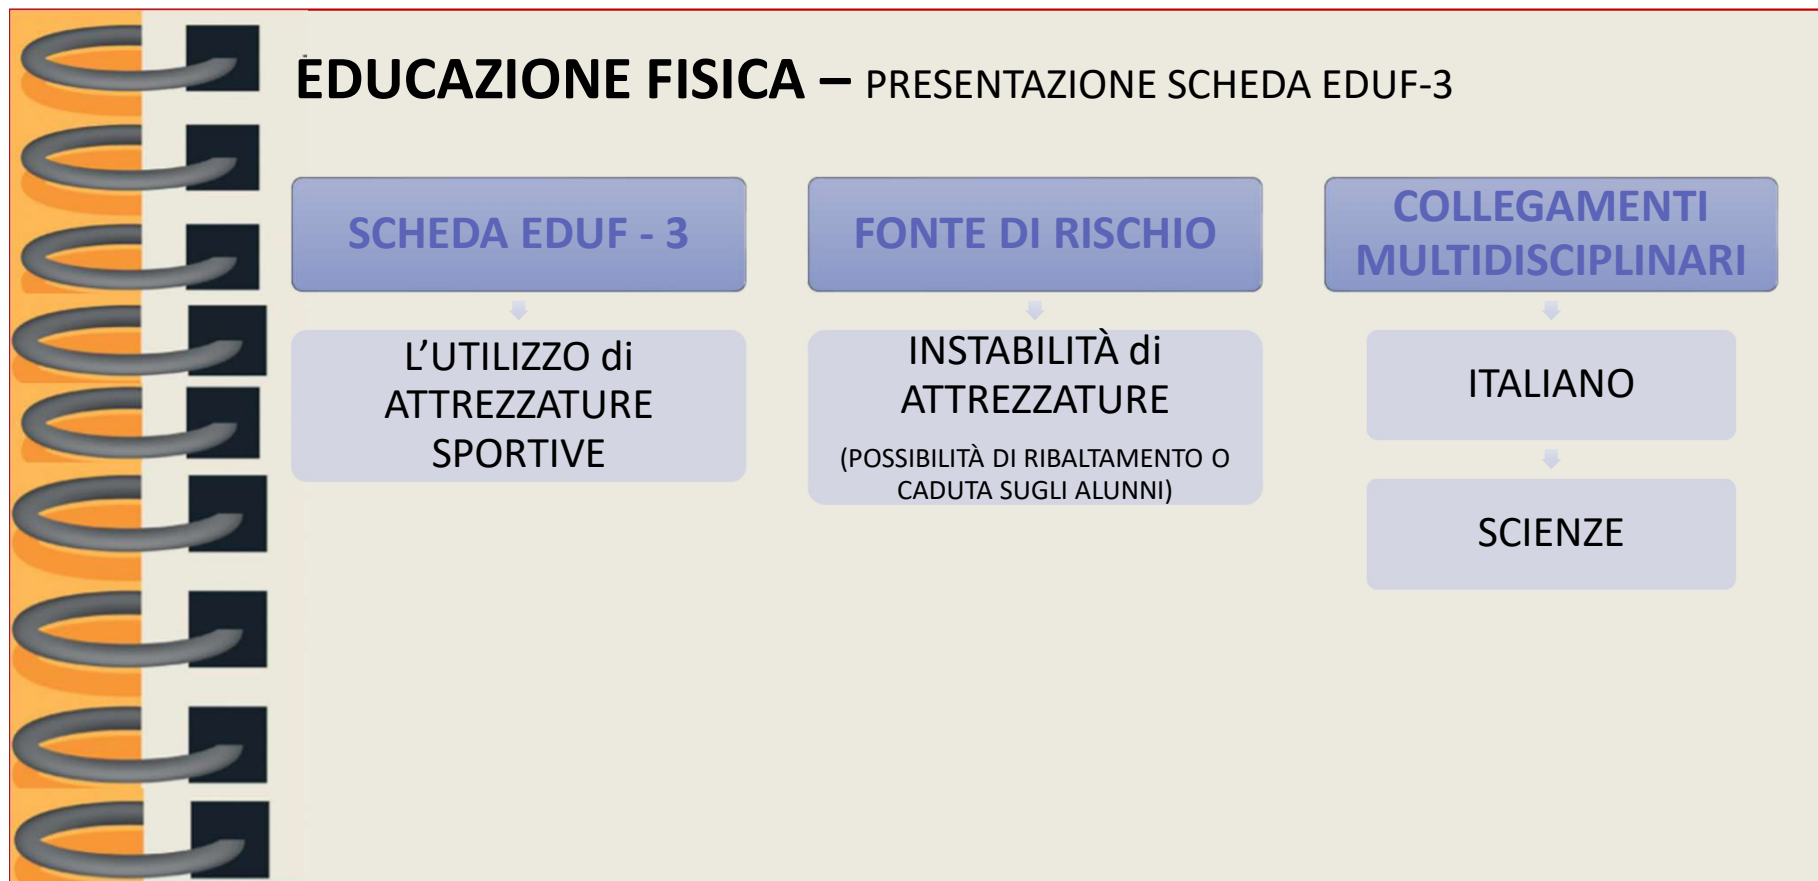 EDUCAZIONE FISICA – PRESENTAZIONE SCHEDA EDUF-3
SCHEDA EDUF - 3
L’UTILIZZO di
ATTREZZATURE
SPORTIVE
FONTE DI RISCHIO
INSTABILITÀ di
ATTREZZATURE
(POSSIBILITÀ DI RIBALTAMENTO O
CADUTA SUGLI ALUNNI)
COLLEGAMENTI
MULTIDISCIPLINARI
ITALIANO
SCIENZE